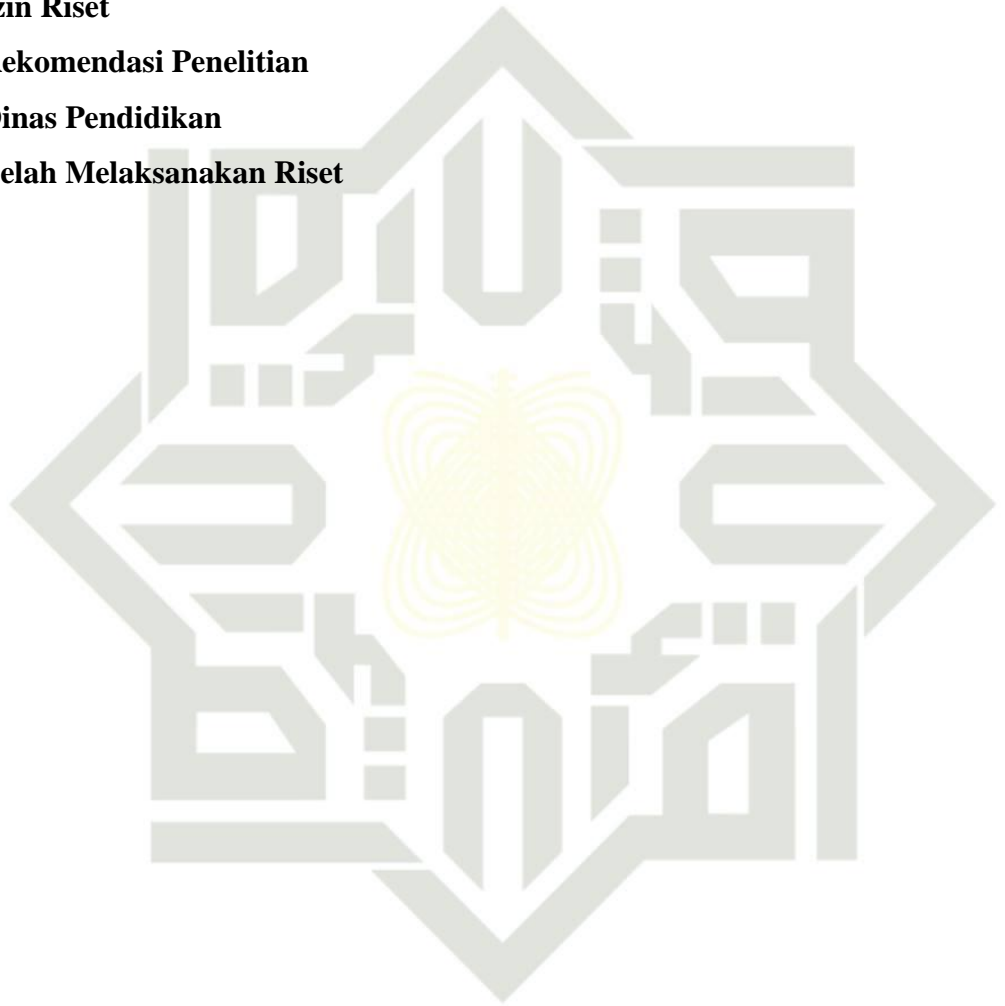 zin Riset
ekomendasi Penelitian
inas Pendidikan
elah Melaksanakan Riset